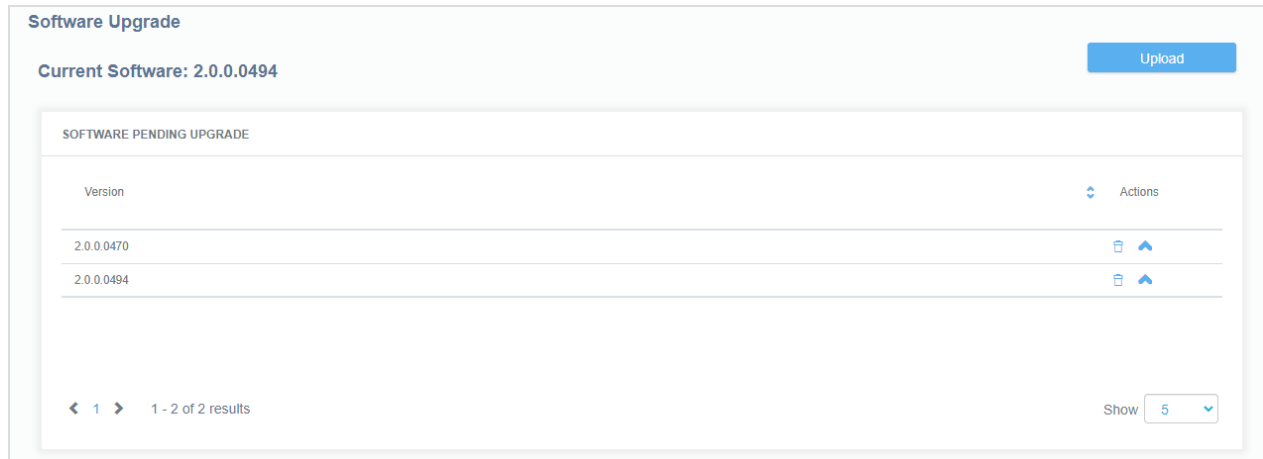 Software Upgrade
Upload
Current Software: 2.0.0.0494
SOFTWARE PENDING UPGRADE
Version Actions
2.0.0.0470
2.0.0.0494
1 1 - 2 of 2 results Show 5